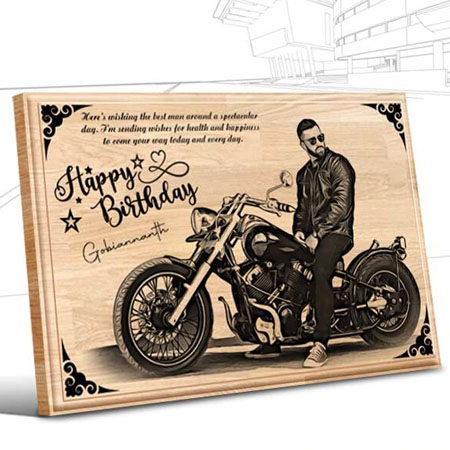 Here's wishing the best man around a spectacular
day. I'm sending wishes for health and happiness
to come your way today and every day.
Happy
Birthday
Gobiannanth